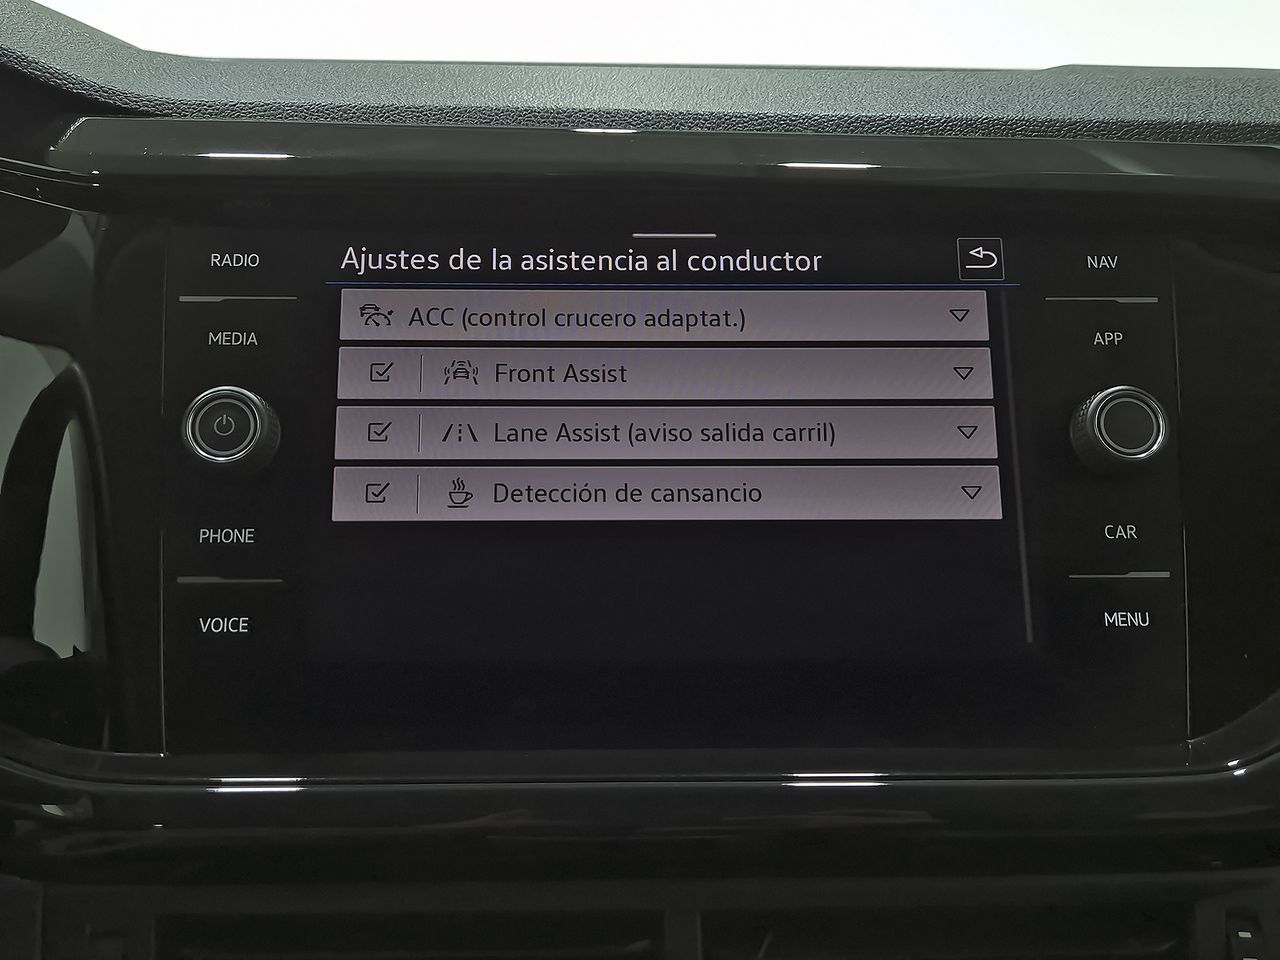 RADIO
MEDIA
PHONE
VOICE
Ajustes de la asistencia al conductor
ACC (control crucero adaptat.)
Front Assist
Lane Assist (aviso salida carril)
Detección de cansancio
NAV
APP
CAR
MENU